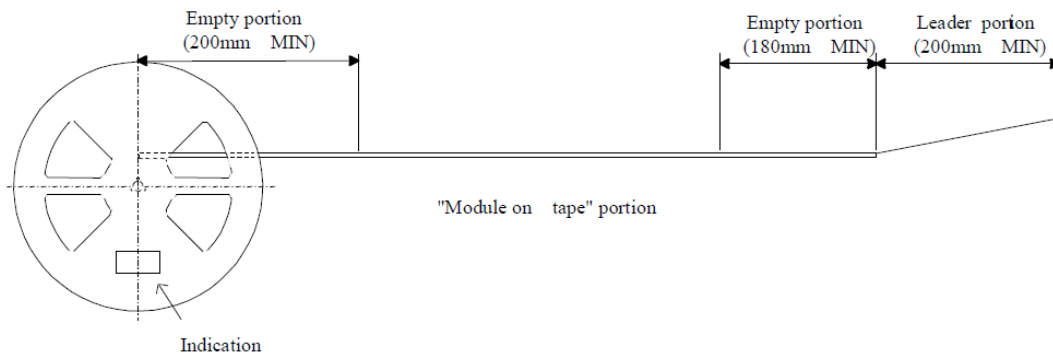 Empty portion
(200mm MIN)
Empty portion
(180mm MIN)
Leader portion
(200mm MIN)
"Module on tape" portion
Indication